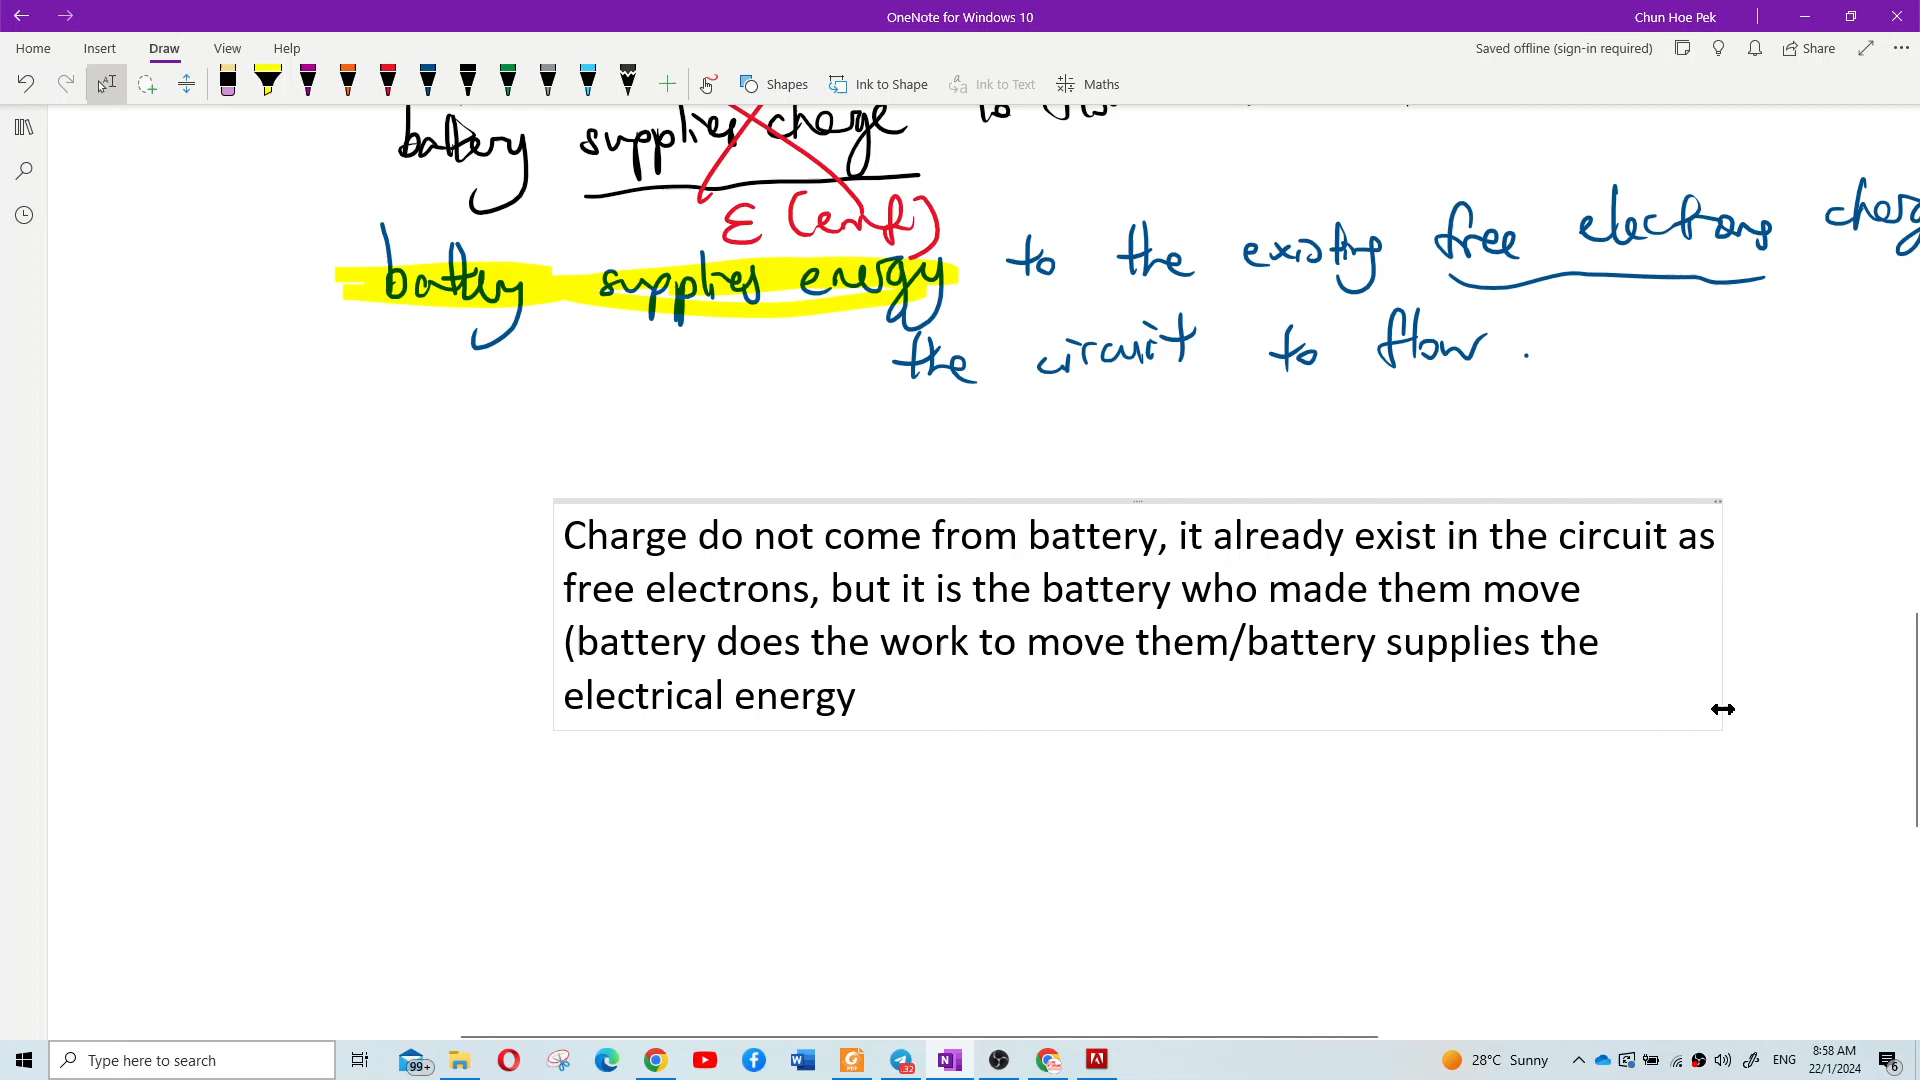 OneNote for Windows 10
Chun Hoe Pek
Home Insert Draw View Help
Saved offline (sign-in required)
Share
Shapes
Ink to Shape
Ink to Text
Maths
battery supplies charge
ε (emf)
battery supplies energy to the existing free electrons
the circuit to flow .
Charge do not come from battery, it already exist in the circuit as
free electrons, but it is the battery who made them move
(battery does the work to move them/battery supplies the
electrical energy
Type here to search
99+
32
28°C Sunny
ENG
8:58 AM
22/1/2024
6